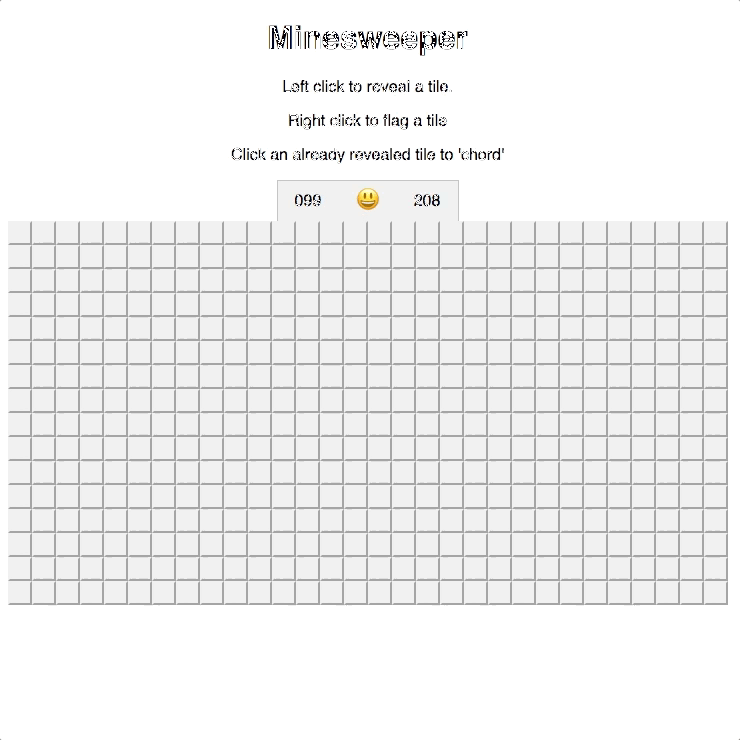 Minesweeper
Left click to reveal a tile.
Right click to flag a tile
Click an already revealed tile to 'chord'
099 208